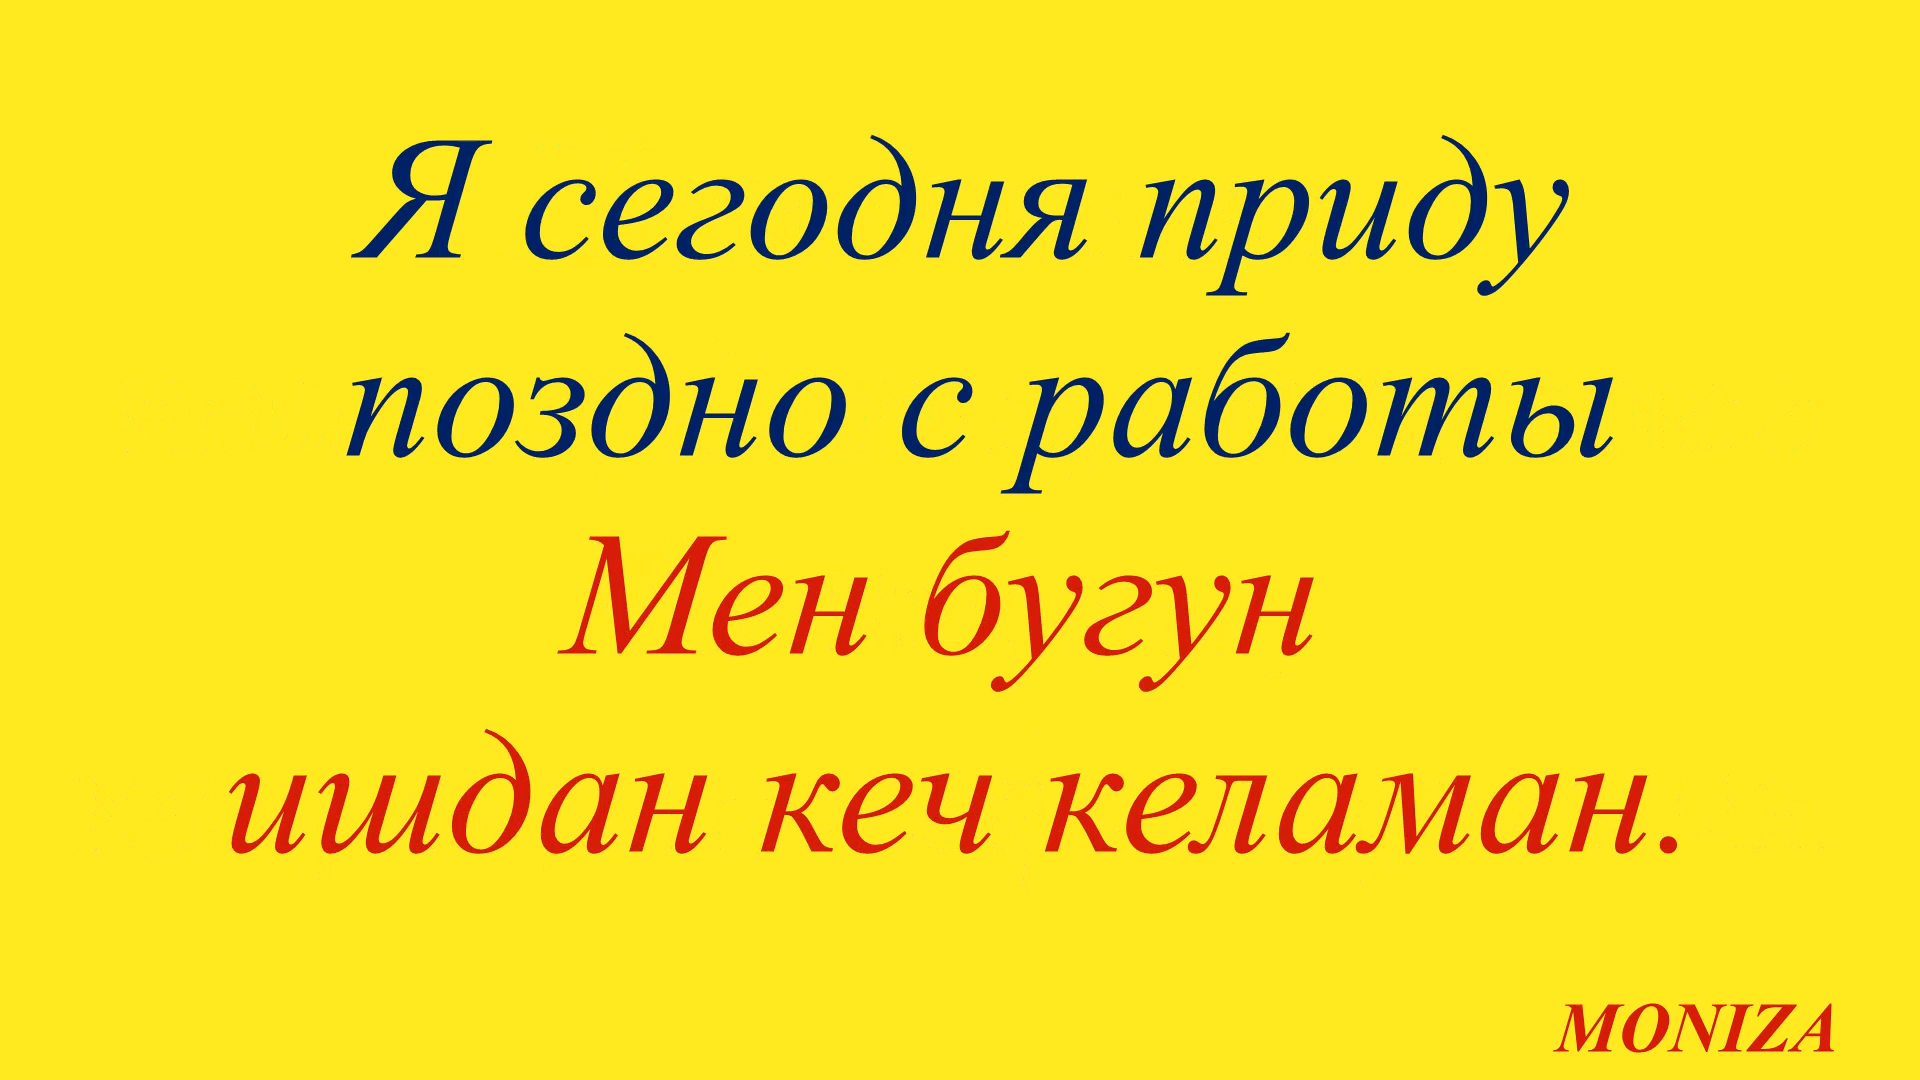 Я сегодня приду
поздно с работы
Мен бугун
ишдан кеч келаман.
MONIZA